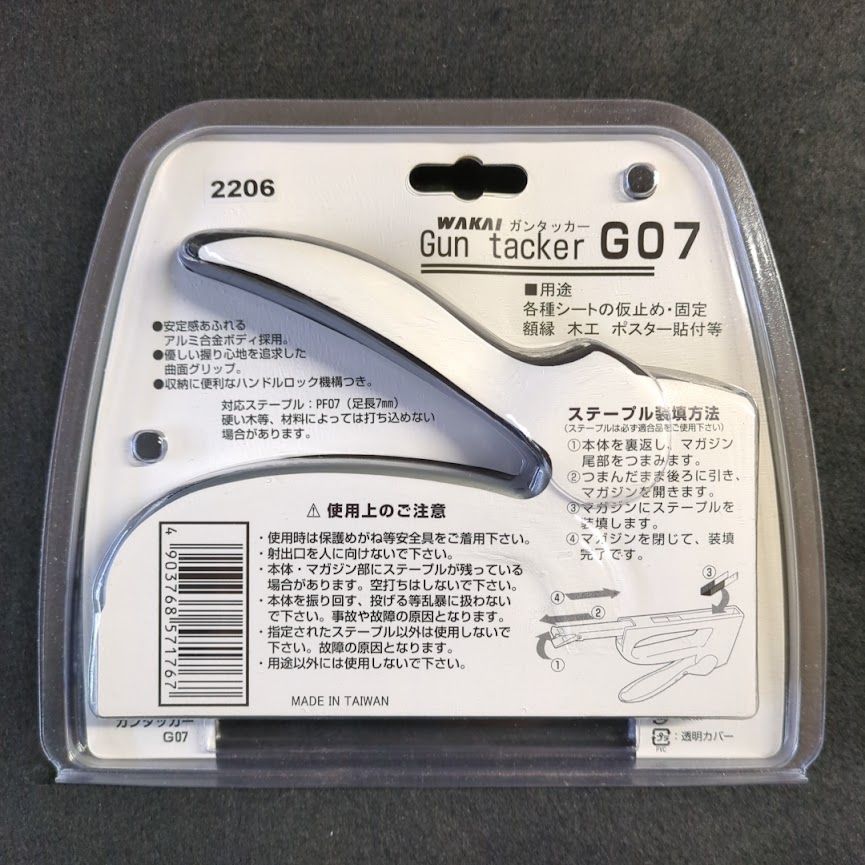 2206
WAKAI ガンタッカー
Gun tacker G07
■用途
各種シートの仮止め・固定
額縁 木工 ポスター貼付等
●安定感あふれる
アルミ合金ボディ採用。
●優しい握り心地を追求した
曲面グリップ。
●収納に便利なハンドルロック機構つき。
対応ステープル：PF07（足長7㎜）
硬い木等、材料によっては打ち込めない
場合があります。
ステープル装填方法
（ステープルは必ず適合品をご使用下さい）
①本体を裏返し、マガジン
尾部をつまみます。
②つまんだまま後ろに引き、
マガジンを開きます。
③マガジンにステープルを
装填します。
④マガジンを閉じて、装填
完了です。
③
④
②
①
⚠ 使用上のご注意
・使用時は保護めがね等安全具をご着用下さい。
・射出口を人に向けないで下さい。
・本体・マガジン部にステープルが残っている
場合があります。空打ちはしないで下さい。
・本体を振り回す、投げる等乱暴に扱わない
で下さい。事故や故障の原因となります。
・指定されたステープル以外は使用しないで
下さい。故障の原因となります。
・用途以外には使用しないで下さい。
4 903768 571767
MADE IN TAIWAN
ガンタッカー
G07
プラ：透明カバー
PVC